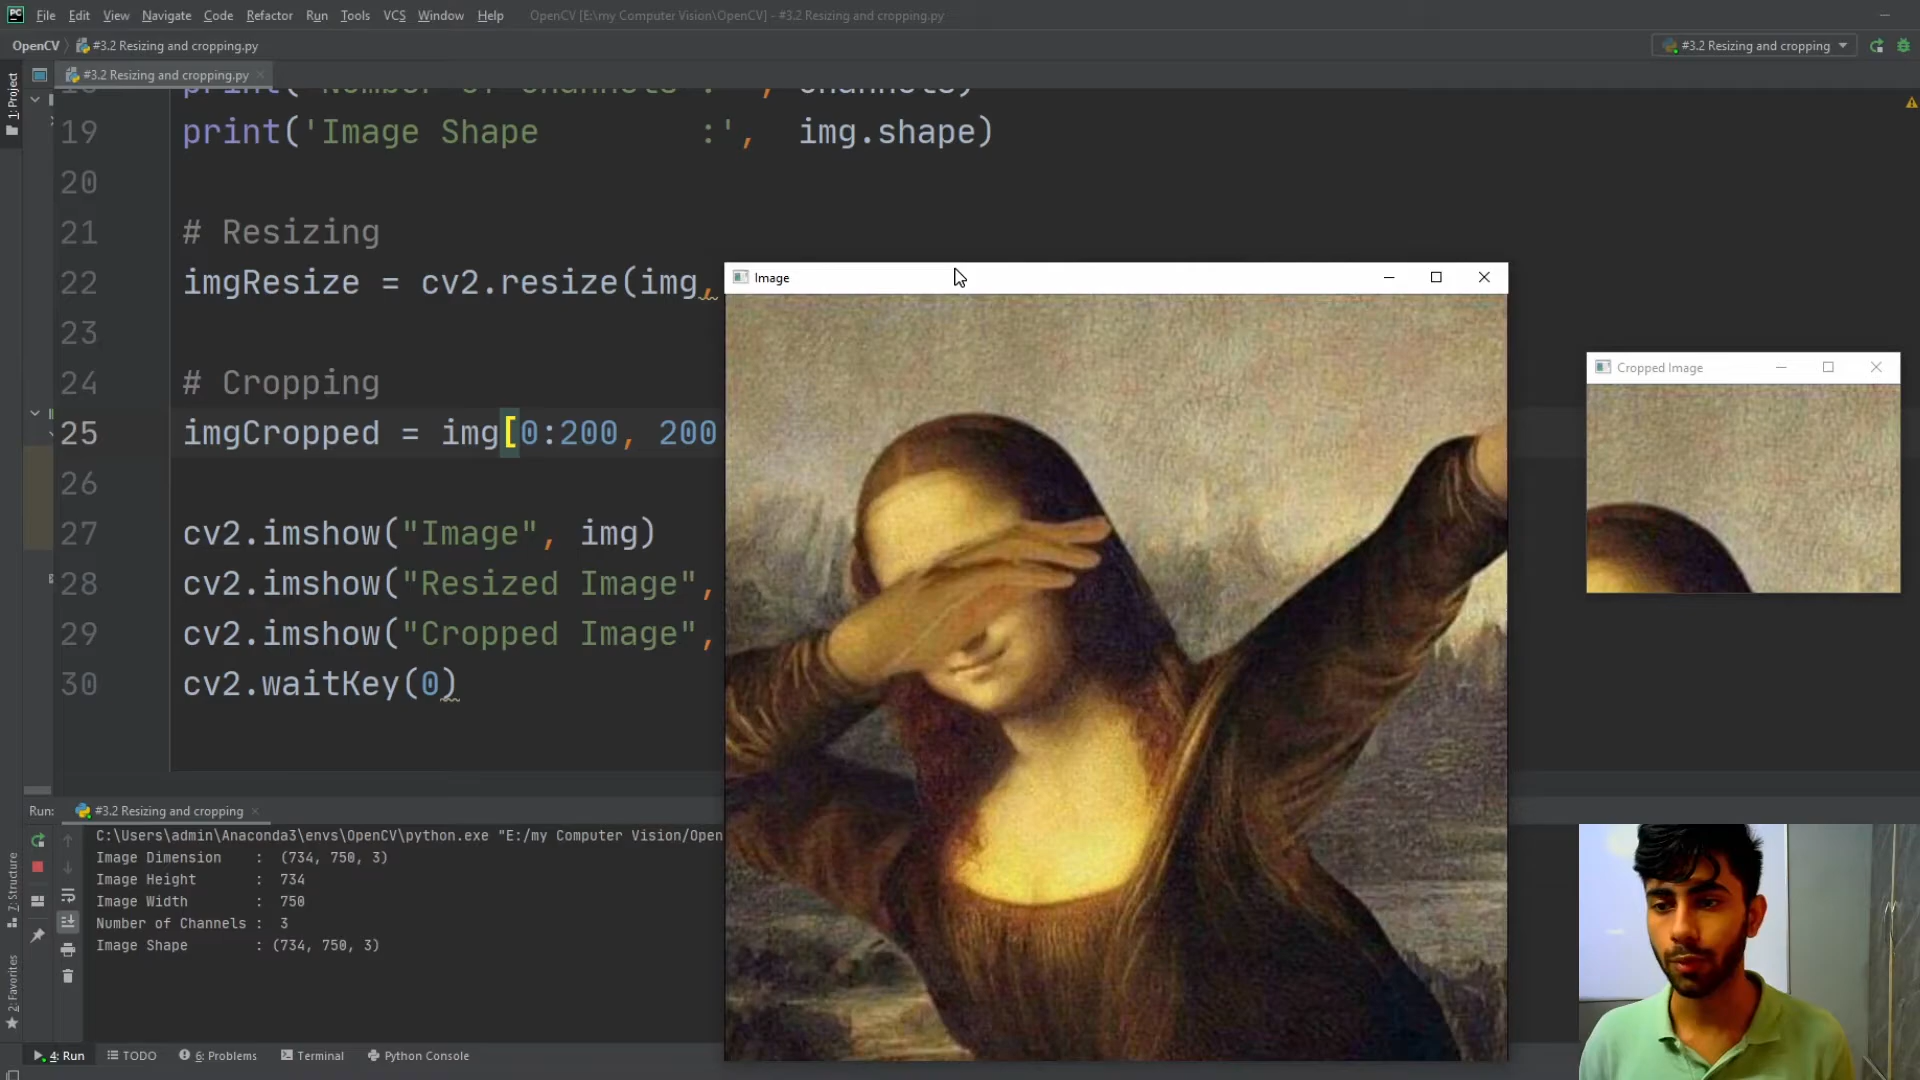 PC File Edit View Navigate Code Refactor Run Tools VCS Window Help OpenCV [E:\my Computer Vision\OpenCV] - #3.2 Resizing and cropping.py
OpenCV #3.2 Resizing and cropping.py #3.2 Resizing and cropping
#3.2 Resizing and cropping.py
1: Project
19 print('Image Shape :', img.shape)
20
21 # Resizing
22 imgResize = cv2.resize(img,
23
24 # Cropping
25 imgCropped = img[0:200, 200
26
27 cv2.imshow("Image", img)
28 cv2.imshow("Resized Image",
29 cv2.imshow("Cropped Image",
30 cv2.waitKey(0)
Image
Cropped Image
Run: #3.2 Resizing and cropping
C:\Users\admin\Anaconda3\envs\OpenCV\python.exe "E:/my Computer Vision/Open
Image Dimension : (734, 750, 3)
Image Height : 734
Image Width : 750
Number of Channels : 3
Image Shape : (734, 750, 3)
7: Structure
2: Favorites
4: Run TODO 6: Problems Terminal Python Console